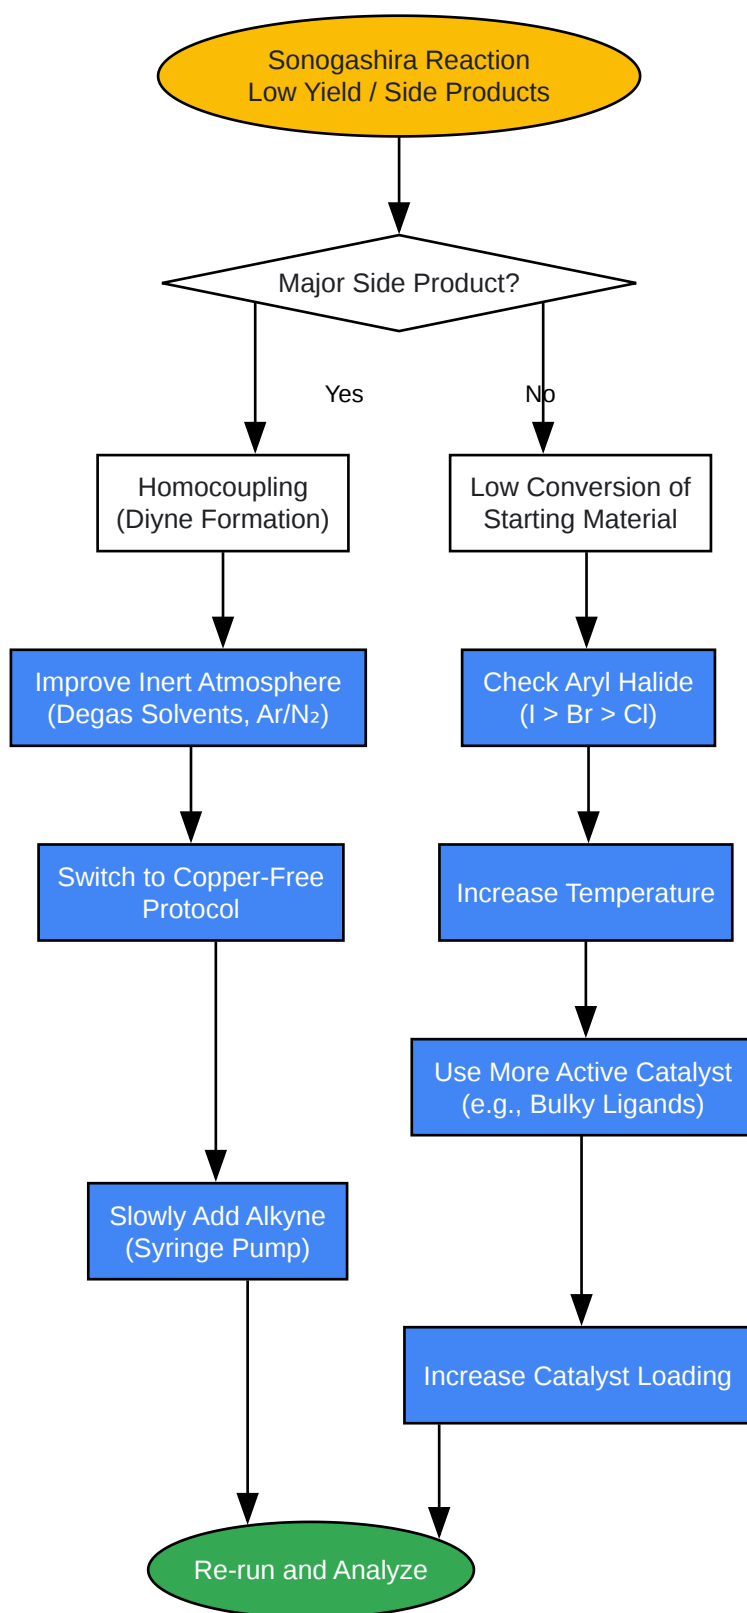 Sonogashira Reaction
Low Yield / Side Products
Major Side Product?
Yes
No
Homocoupling
(Diyne Formation)
Low Conversion of
Starting Material
Improve Inert Atmosphere
(Degas Solvents, Ar/N₂)
Check Aryl Halide
(I > Br > Cl)
Switch to Copper-Free
Protocol
Increase Temperature
Use More Active Catalyst
(e.g., Bulky Ligands)
Slowly Add Alkyne
(Syringe Pump)
Increase Catalyst Loading
Re-run and Analyze